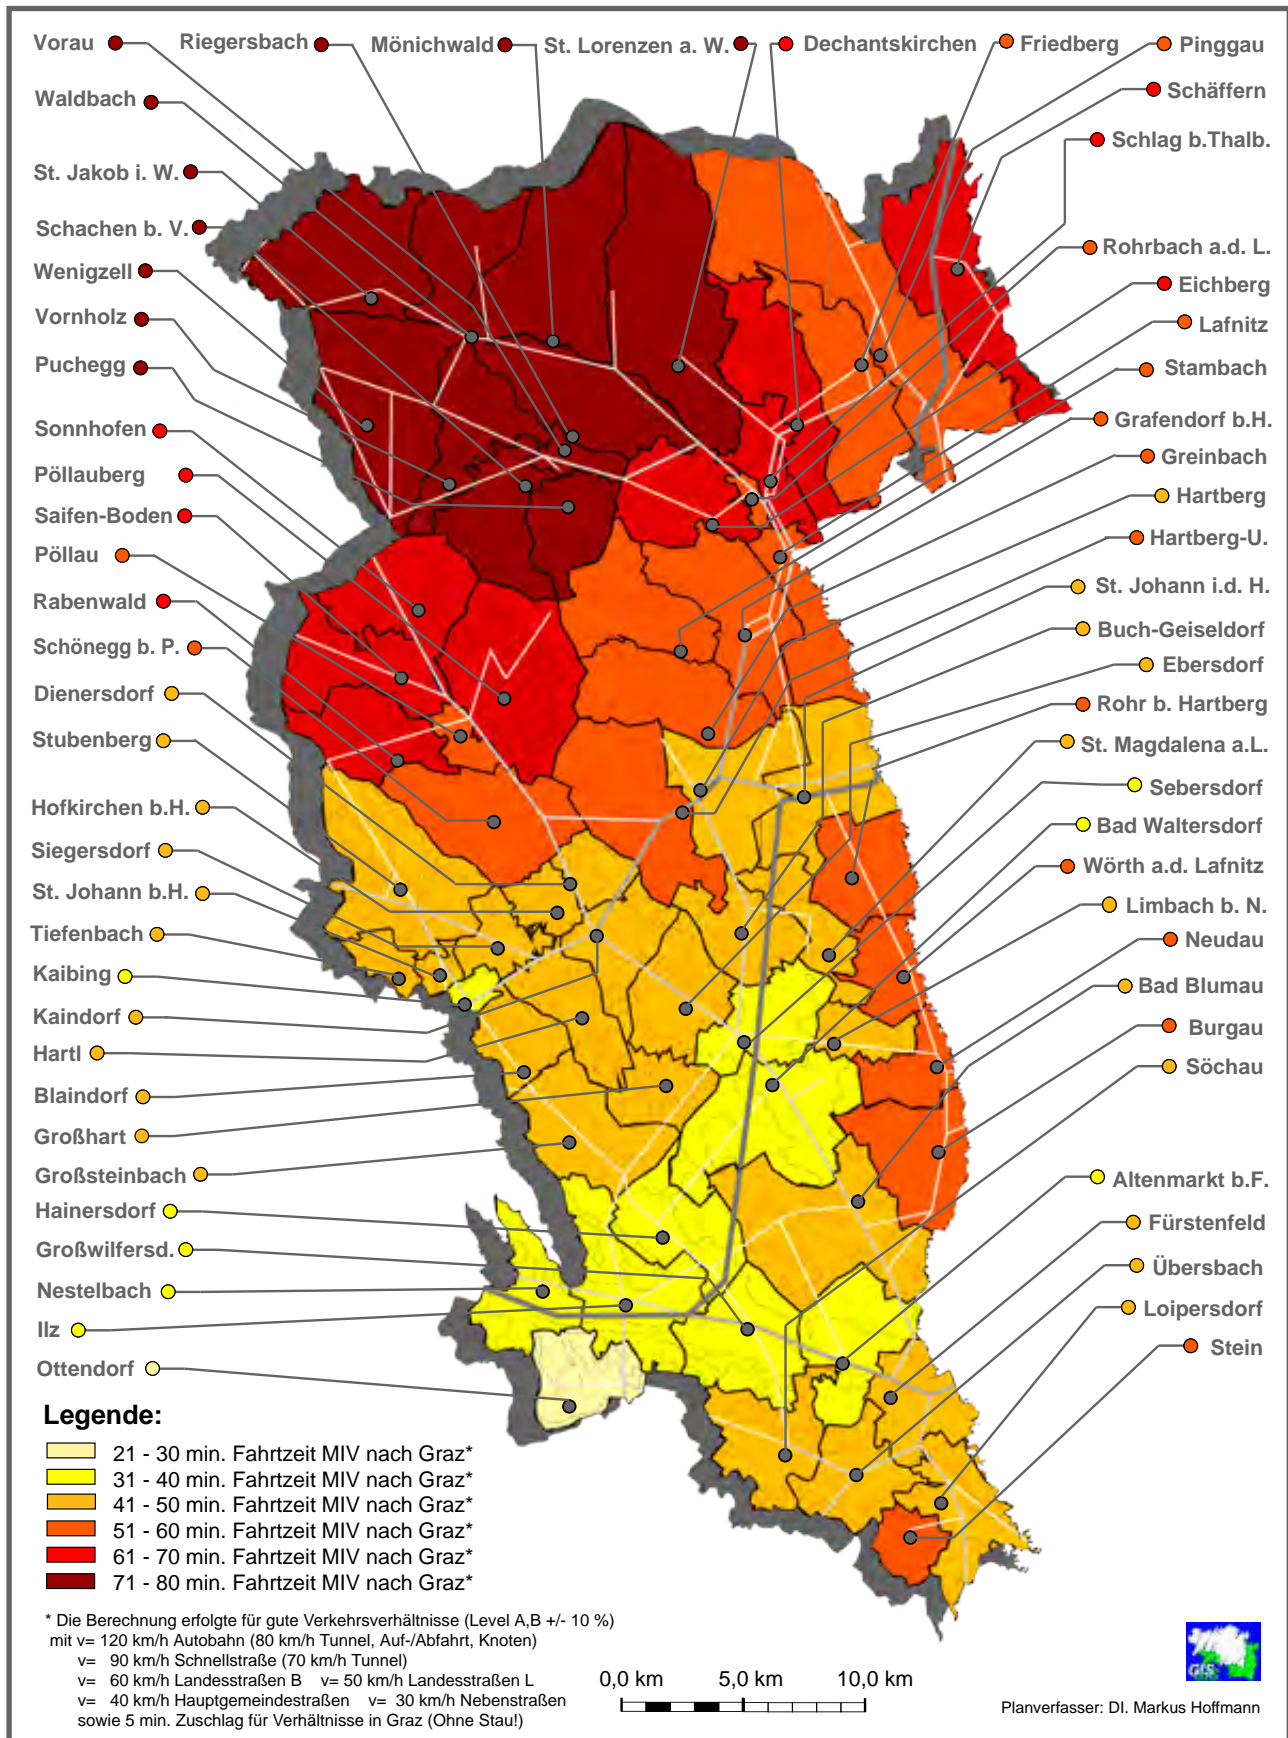 Vorau
Riegersbach
Mönichwald
St. Lorenzen a. W.
Dechantskirchen
Friedberg
Pinggau
Waldbach
Schäffern
St. Jakob i. W.
Schlag b.Thalb.
Schachen b. V.
Rohrbach a.d. L.
Wenigzell
Eichberg
Vornholz
Lafnitz
Puchegg
Stambach
Sonnhofen
Grafendorf b.H.
Pöllauberg
Greinbach
Saifen-Boden
Hartberg
Pöllau
Hartberg-U.
Rabenwald
St. Johann i.d. H.
Schönegg b. P.
Buch-Geiseldorf
Dienersdorf
Ebersdorf
Stubenberg
Rohr b. Hartberg
Hofkirchen b.H.
St. Magdalena a.L.
Siegersdorf
Sebersdorf
St. Johann b.H.
Bad Waltersdorf
Tiefenbach
Wörth a.d. Lafnitz
Kaibing
Limbach b. N.
Kaindorf
Neudau
Hartl
Bad Blumau
Blaindorf
Burgau
Großhart
Söchau
Großsteinbach
Altenmarkt b.F.
Hainersdorf
Fürstenfeld
Großwilfersd.
Übersbach
Nestelbach
Loipersdorf
Ilz
Stein
Ottendorf
Legende:
21 - 30 min. Fahrtzeit MIV nach Graz*
31 - 40 min. Fahrtzeit MIV nach Graz*
41 - 50 min. Fahrtzeit MIV nach Graz*
51 - 60 min. Fahrtzeit MIV nach Graz*
61 - 70 min. Fahrtzeit MIV nach Graz*
71 - 80 min. Fahrtzeit MIV nach Graz*
* Die Berechnung erfolgte für gute Verkehrsverhältnisse (Level A,B +/- 10 %)
mit v= 120 km/h Autobahn (80 km/h Tunnel, Auf-/Abfahrt, Knoten)
v= 90 km/h Schnellstraße (70 km/h Tunnel)
v= 60 km/h Landesstraßen B v= 50 km/h Landesstraßen L
v= 40 km/h Hauptgemeindestraßen v= 30 km/h Nebenstraßen
sowie 5 min. Zuschlag für Verhältnisse in Graz (Ohne Stau!)
0,0 km 5,0 km 10,0 km
GIS
Planverfasser: DI. Markus Hoffmann